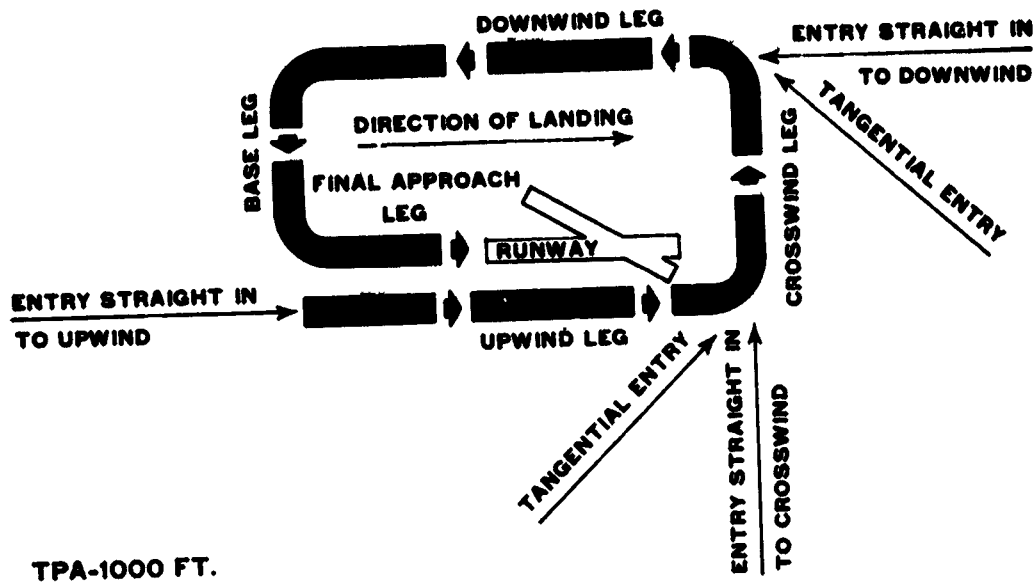 DOWNWIND LEG
ENTRY STRAIGHT IN
TO DOWNWIND
TANGENTIAL ENTRY
BASE LEG
DIRECTION OF LANDING
CROSSWIND LEG
FINAL APPROACH
LEG
RUNWAY
ENTRY STRAIGHT IN
TO UPWIND
UPWIND LEG
TANGENTIAL ENTRY
ENTRY STRAIGHT IN
TO CROSSWIND
TPA-1000 FT.